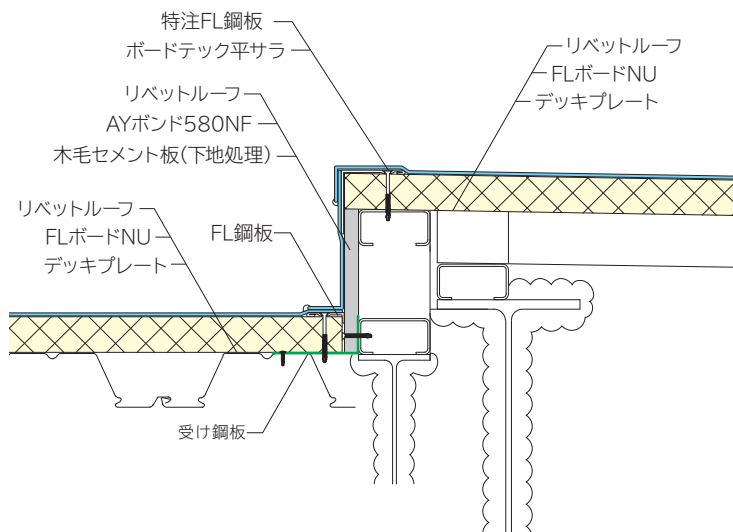 特注FL鋼板
ボードテック平サラ
リベットルーフ
FLボードNU
デッキプレート
リベットルーフ
AYボンド580NF
木毛セメント板(下地処理)
リベットルーフ
FLボードNU
デッキプレート
FL鋼板
受け鋼板